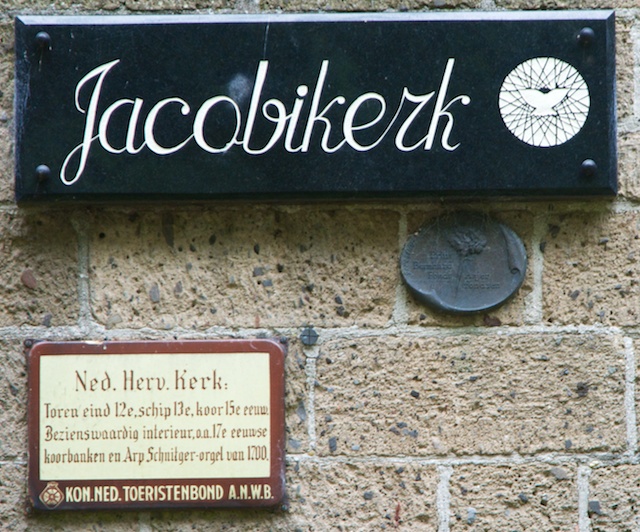 Jacobikerk
Ned. Herv. Kerk:
Toren eind 12e, schip 13e, koor 15e eeuw.
Bezienswaardig interieur, o.a. 17e eeuwse
koorbanken en Arp Schnitger-orgel van 1700.
KON. NED. TOERISTENBOND A.N.W.B.